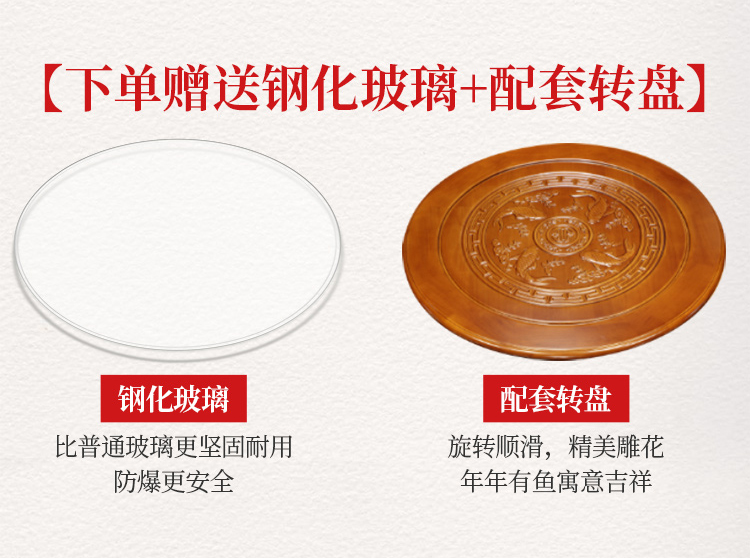 【下单赠送钢化玻璃+配套转盘】
钢化玻璃
比普通玻璃更坚固耐用
防爆更安全
配套转盘
旋转顺滑，精美雕花
年年有鱼寓意吉祥